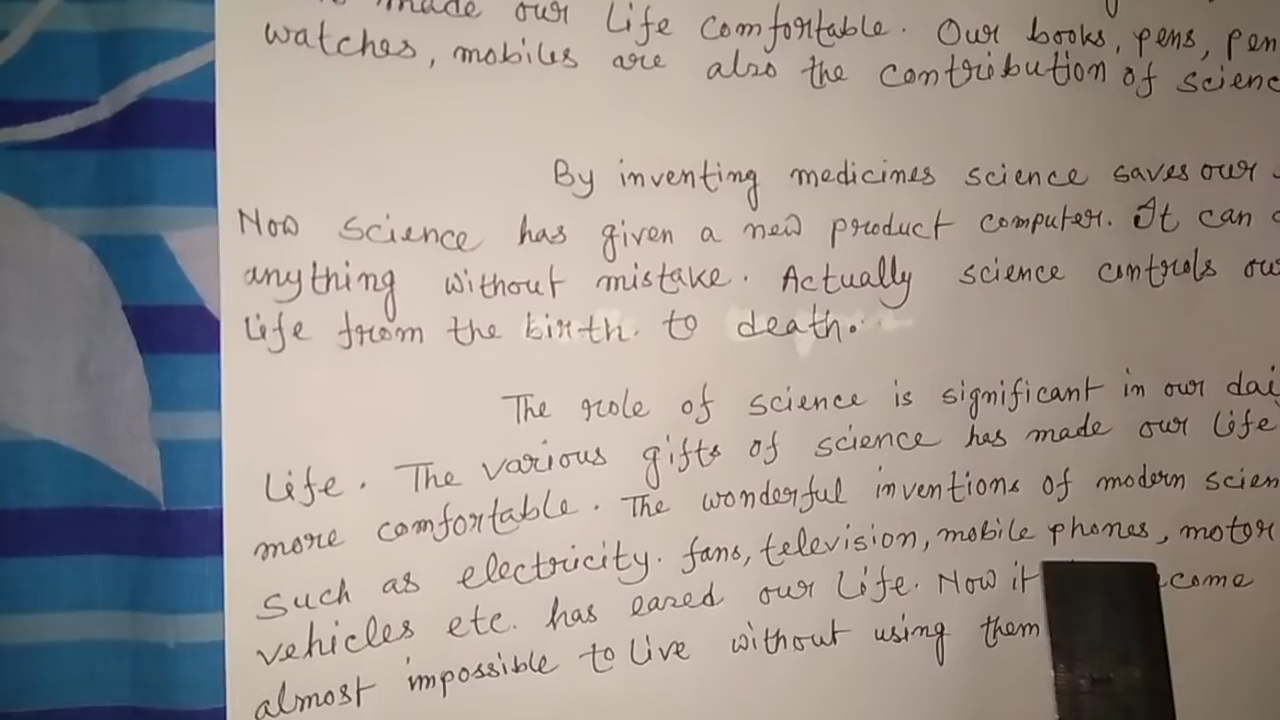 made our life comfortable.
Our books, pens, pen
watches, mobiles are also the contribution of scienc
By inventing medicines science saves our
Now science has given a new product computer. It can
anything without mistake. Actually science controls ou
life from the birth. to death.
The role of science is significant in our dai
life. The various gifts of science has made our life
more comfortable. The wonderful inventions of modern scien
such as electricity. fans, television, mobile phones, motor
vehicles etc. has eared our life. Now it come
almost impossible to live without using them